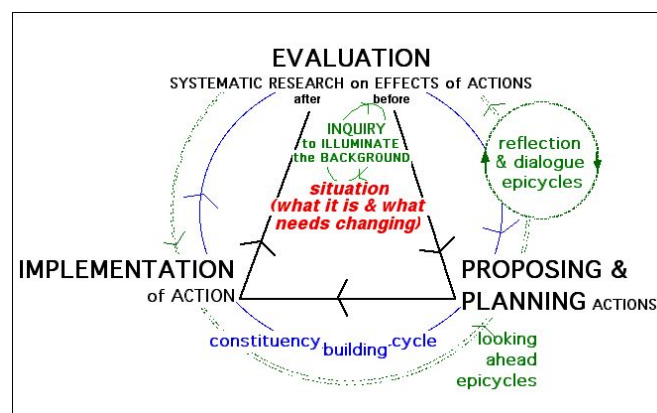 EVALUATION
SYSTEMATIC RESEARCH on EFFECTS of ACTIONS
after before
INQUIRY
to ILLUMINATE
the BACKGROUND
situation
(what it is & what
needs changing)
reflection
& dialogue
epicycles
IMPLEMENTATION
of ACTION
PROPOSING &
PLANNING ACTIONS
constituency building cycle
looking
ahead
epicycles